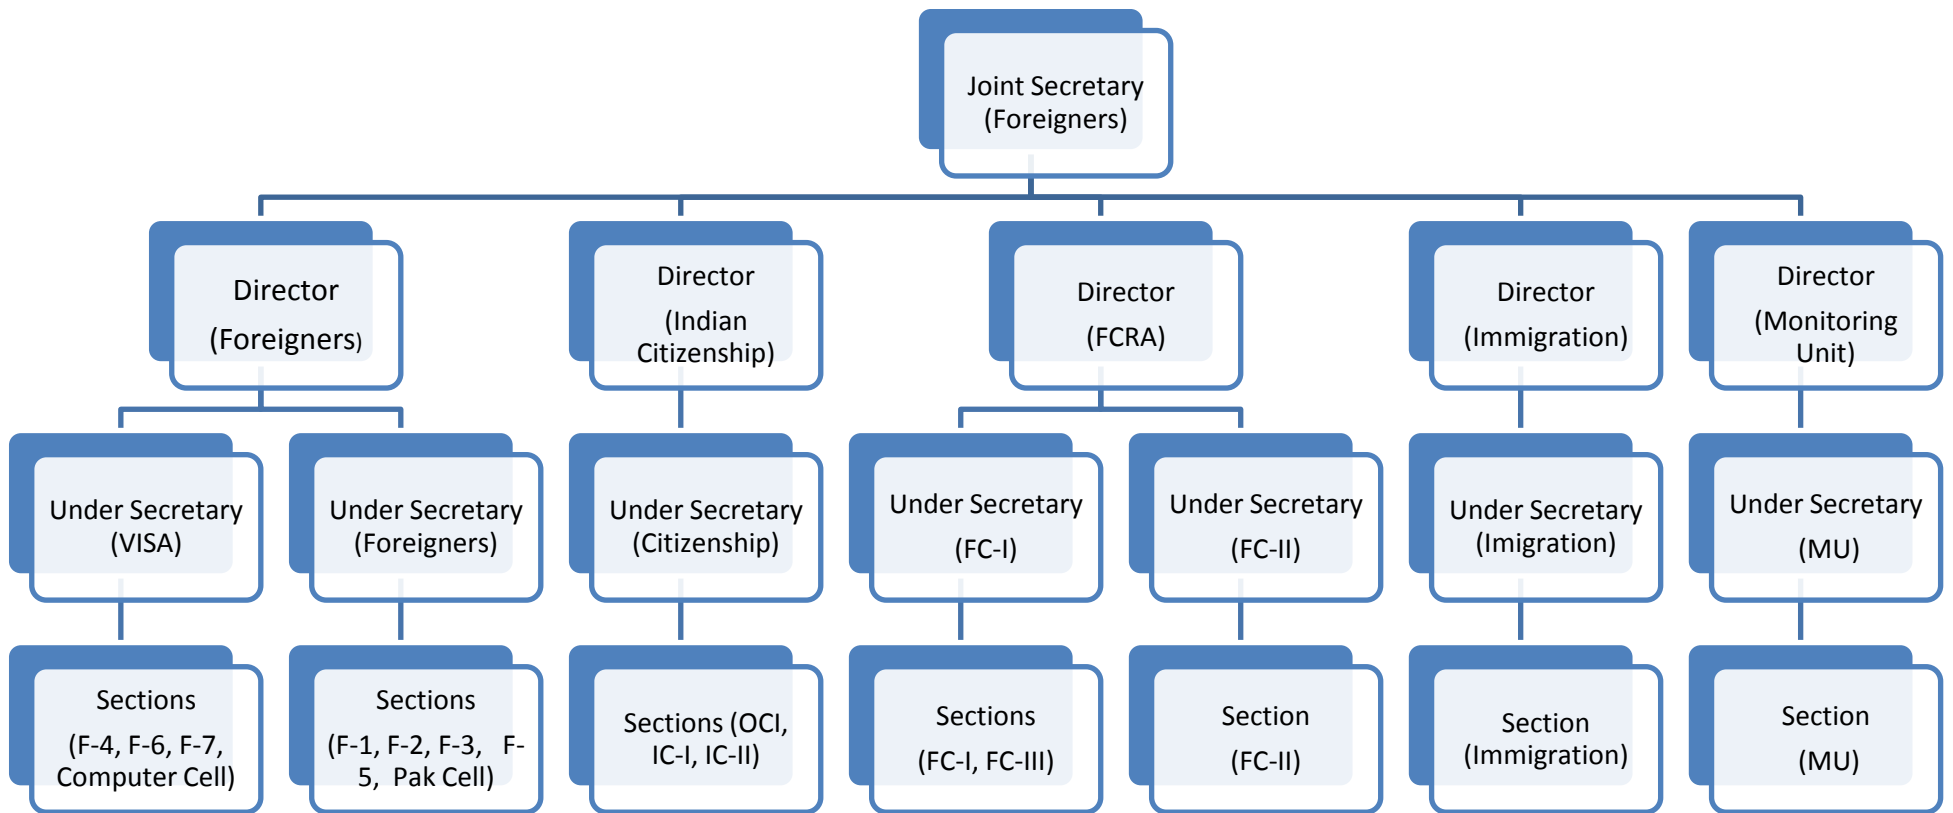 Joint Secretary
(Foreigners)
Director
(Foreigners)
Director
(Indian
Citizenship)
Director
(FCRA)
Director
(Immigration)
Director
(Monitoring
Unit)
Under Secretary
(VISA)
Under Secretary
(Foreigners)
Under Secretary
(Citizenship)
Under Secretary
(FC-I)
Under Secretary
(FC-II)
Under Secretary
(Imigration)
Under Secretary
(MU)
Sections
(F-4, F-6, F-7,
Computer Cell)
Sections
(F-1, F-2, F-3, F-
5, Pak Cell)
Sections (OCI,
IC-I, IC-II)
Sections
(FC-I, FC-III)
Section
(FC-II)
Section
(Immigration)
Section
(MU)